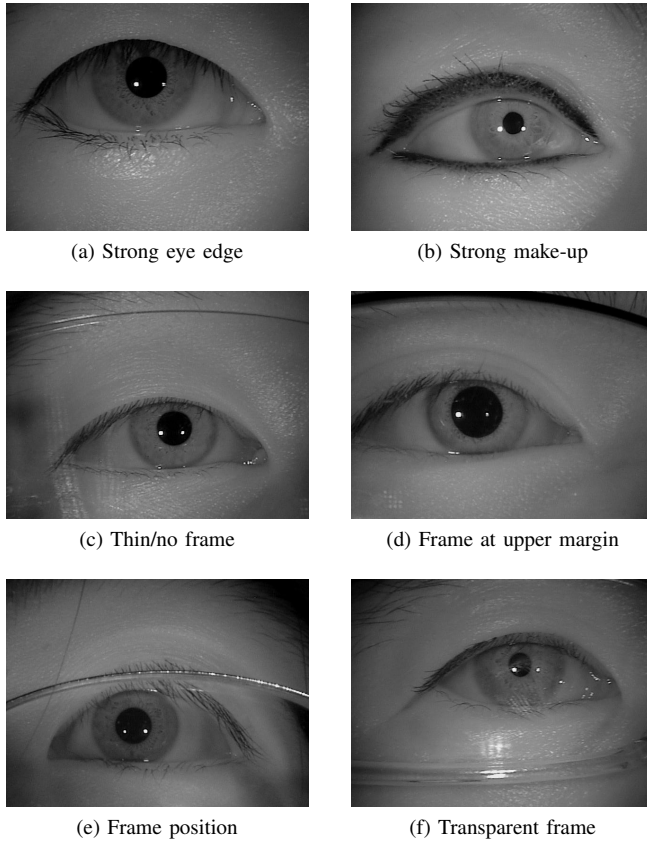 (a) Strong eye edge
(b) Strong make-up
(c) Thin/no frame
(d) Frame at upper margin
(e) Frame position
(f) Transparent frame